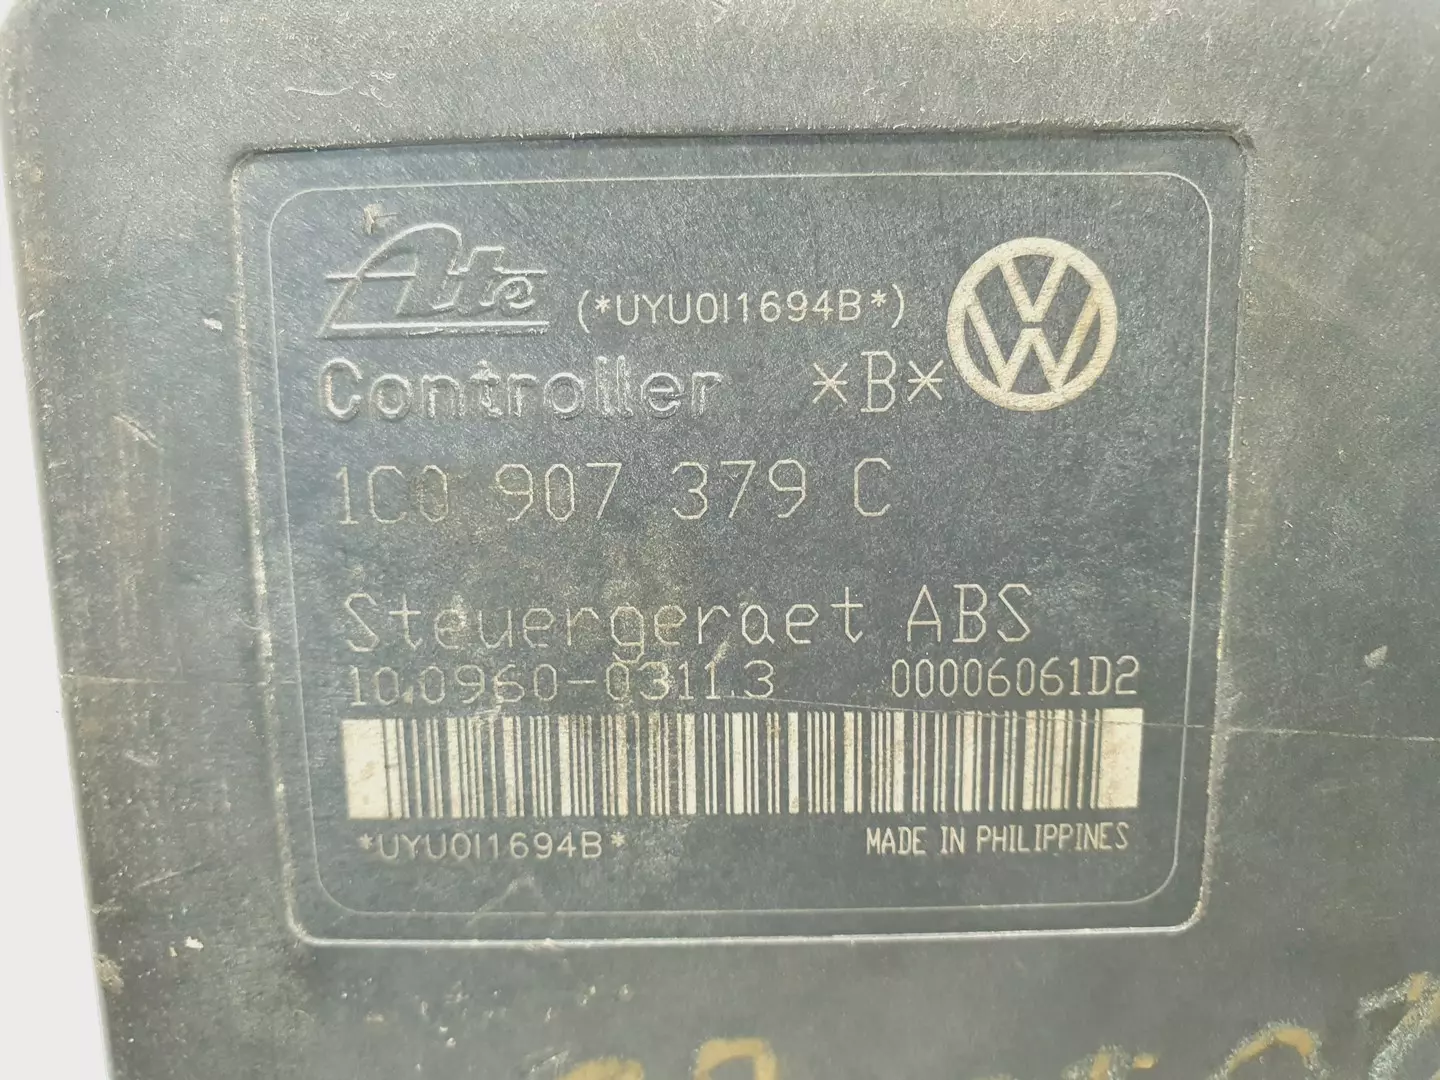 Ate (*UYU0I1694B*)
Controller *B*
1C0 907 379 C
Steuergeraet ABS
10.0960-0311.3 00006061D2
*UYU0I1694B* MADE IN PHILIPPINES